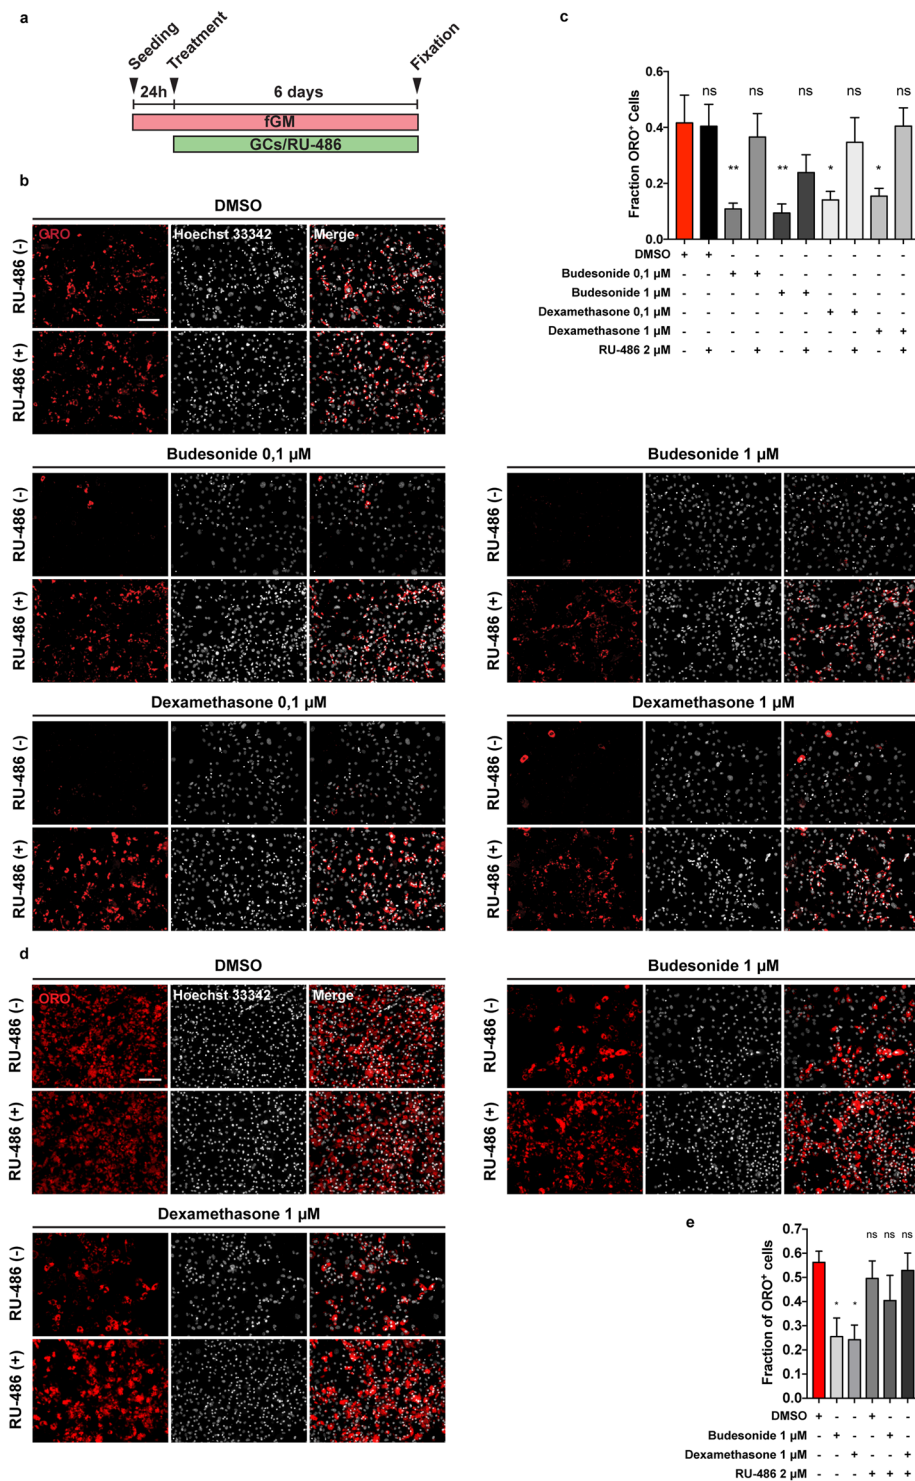 a
Seeding
Treatment
Fixation
24h
6 days
fGM
GCs/RU-486
b
DMSO
RU-486 (-)
ORO
Hoechst 33342
Merge
RU-486 (+)
Budesonide 0,1 µM
RU-486 (-)
RU-486 (+)
Budesonide 1 µM
RU-486 (-)
RU-486 (+)
Dexamethasone 0,1 µM
RU-486 (-)
RU-486 (+)
Dexamethasone 1 µM
RU-486 (-)
RU-486 (+)
c
Fraction ORO⁺ Cells
0.6
0.4
0.2
0.0
ns ns ns ns ns
** ** * *
DMSO + + - - - - - - - -
Budesonide 0,1 µM - - + + - - - - - -
Budesonide 1 µM - - - - + + - - - -
Dexamethasone 0,1 µM - - - - - - + + - -
Dexamethasone 1 µM - - - - - - - - + +
RU-486 2 µM - + - + - + - + - +
d
DMSO
RU-486 (-)
ORO
Hoechst 33342
Merge
RU-486 (+)
Budesonide 1 µM
RU-486 (-)
RU-486 (+)
Dexamethasone 1 µM
RU-486 (-)
RU-486 (+)
e
Fraction of ORO⁺ cells
0.7
0.6
0.5
0.4
0.3
0.2
0.1
0.0
* * ns ns ns
DMSO + - - + - -
Budesonide 1 µM - + - - + -
Dexamethasone 1 µM - - + - - +
RU-486 2 µM - - - + + +